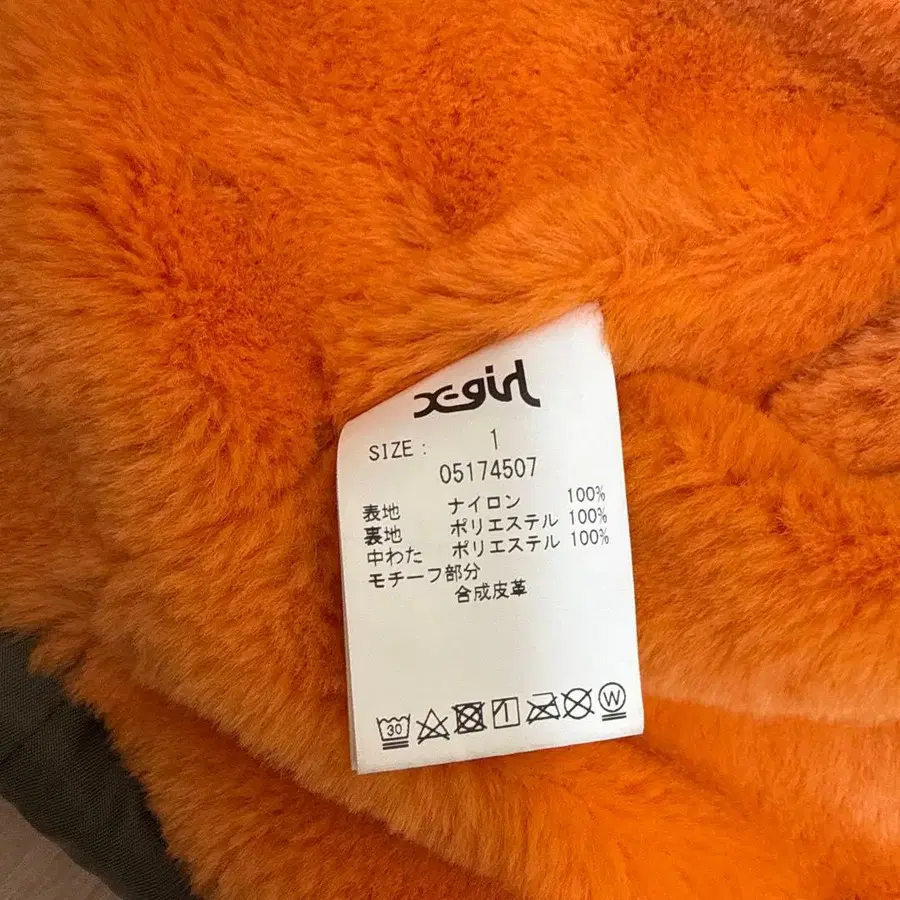 X-girl
SIZE : 1
05174507
表地 ナイロン 100%
裏地 ポリエステル 100%
中わた ポリエステル 100%
モチーフ部分
合成皮革
30 W